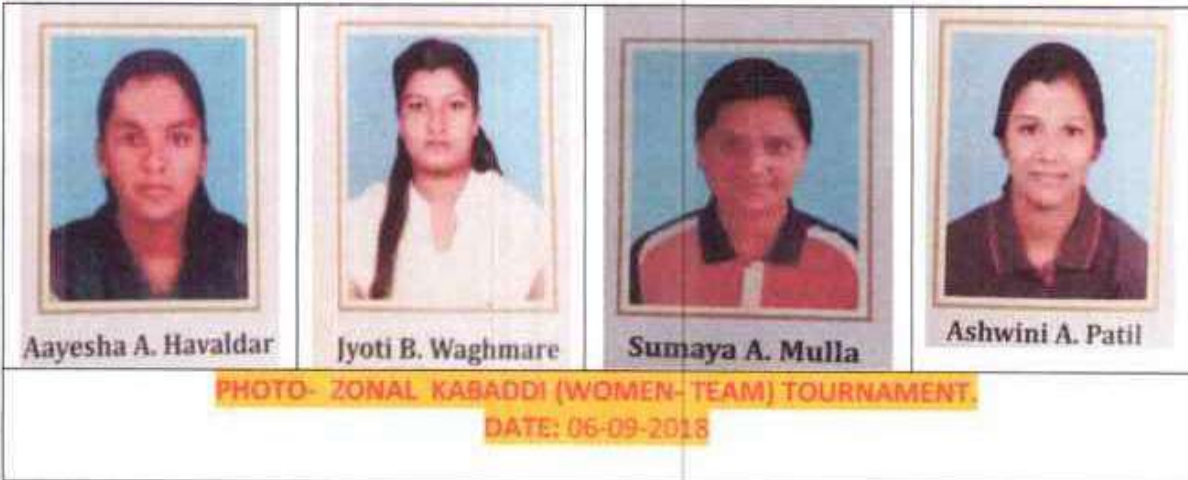 Aayesha A. Havaldar
Jyoti B. Waghmare
Sumaya A. Mulla
Ashwini A. Patil
PHOTO- ZONAL KABADDI (WOMEN- TEAM) TOURNAMENT.
DATE: 06-09-2018